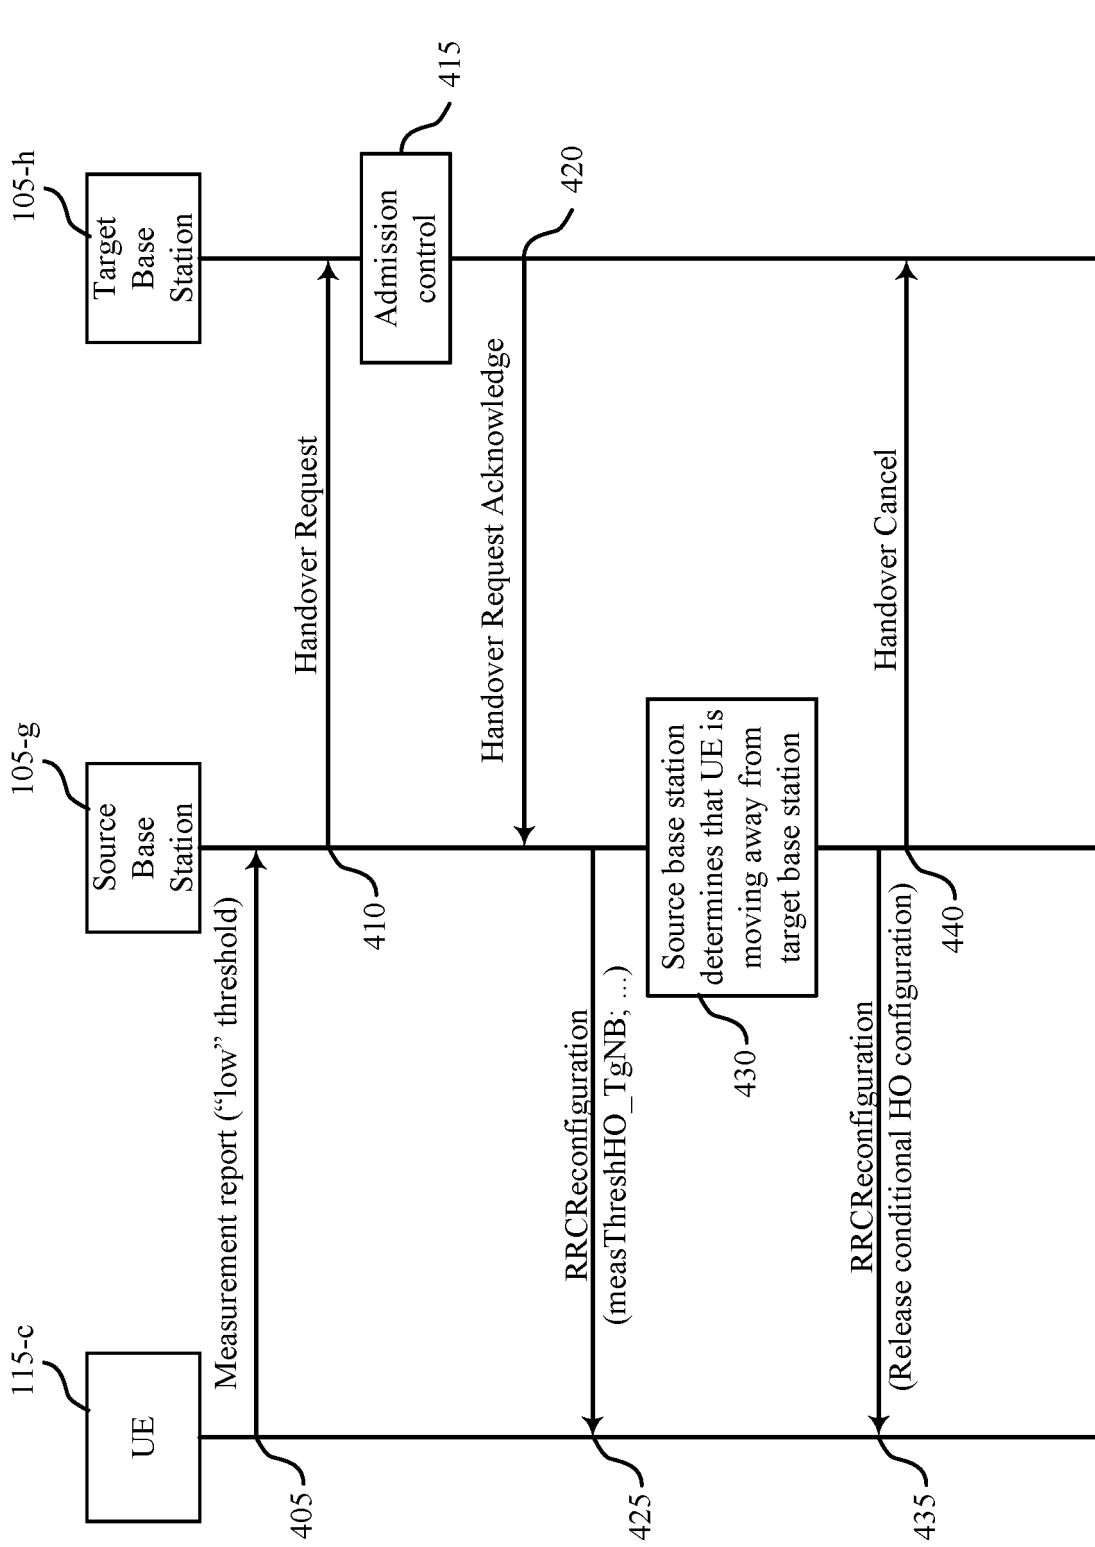 115-c
UE
105-g
Source
Base
Station
105-h
Target
Base
Station
Measurement report (“low” threshold)
405
Handover Request
410
Admission
control
415
Handover Request Acknowledge
420
RRCReconfiguration
(measThreshHO_TgNB; …)
425
Source base station
determines that UE is
moving away from
target base station
430
RRCReconfiguration
(Release conditional HO configuration)
435
Handover Cancel
440